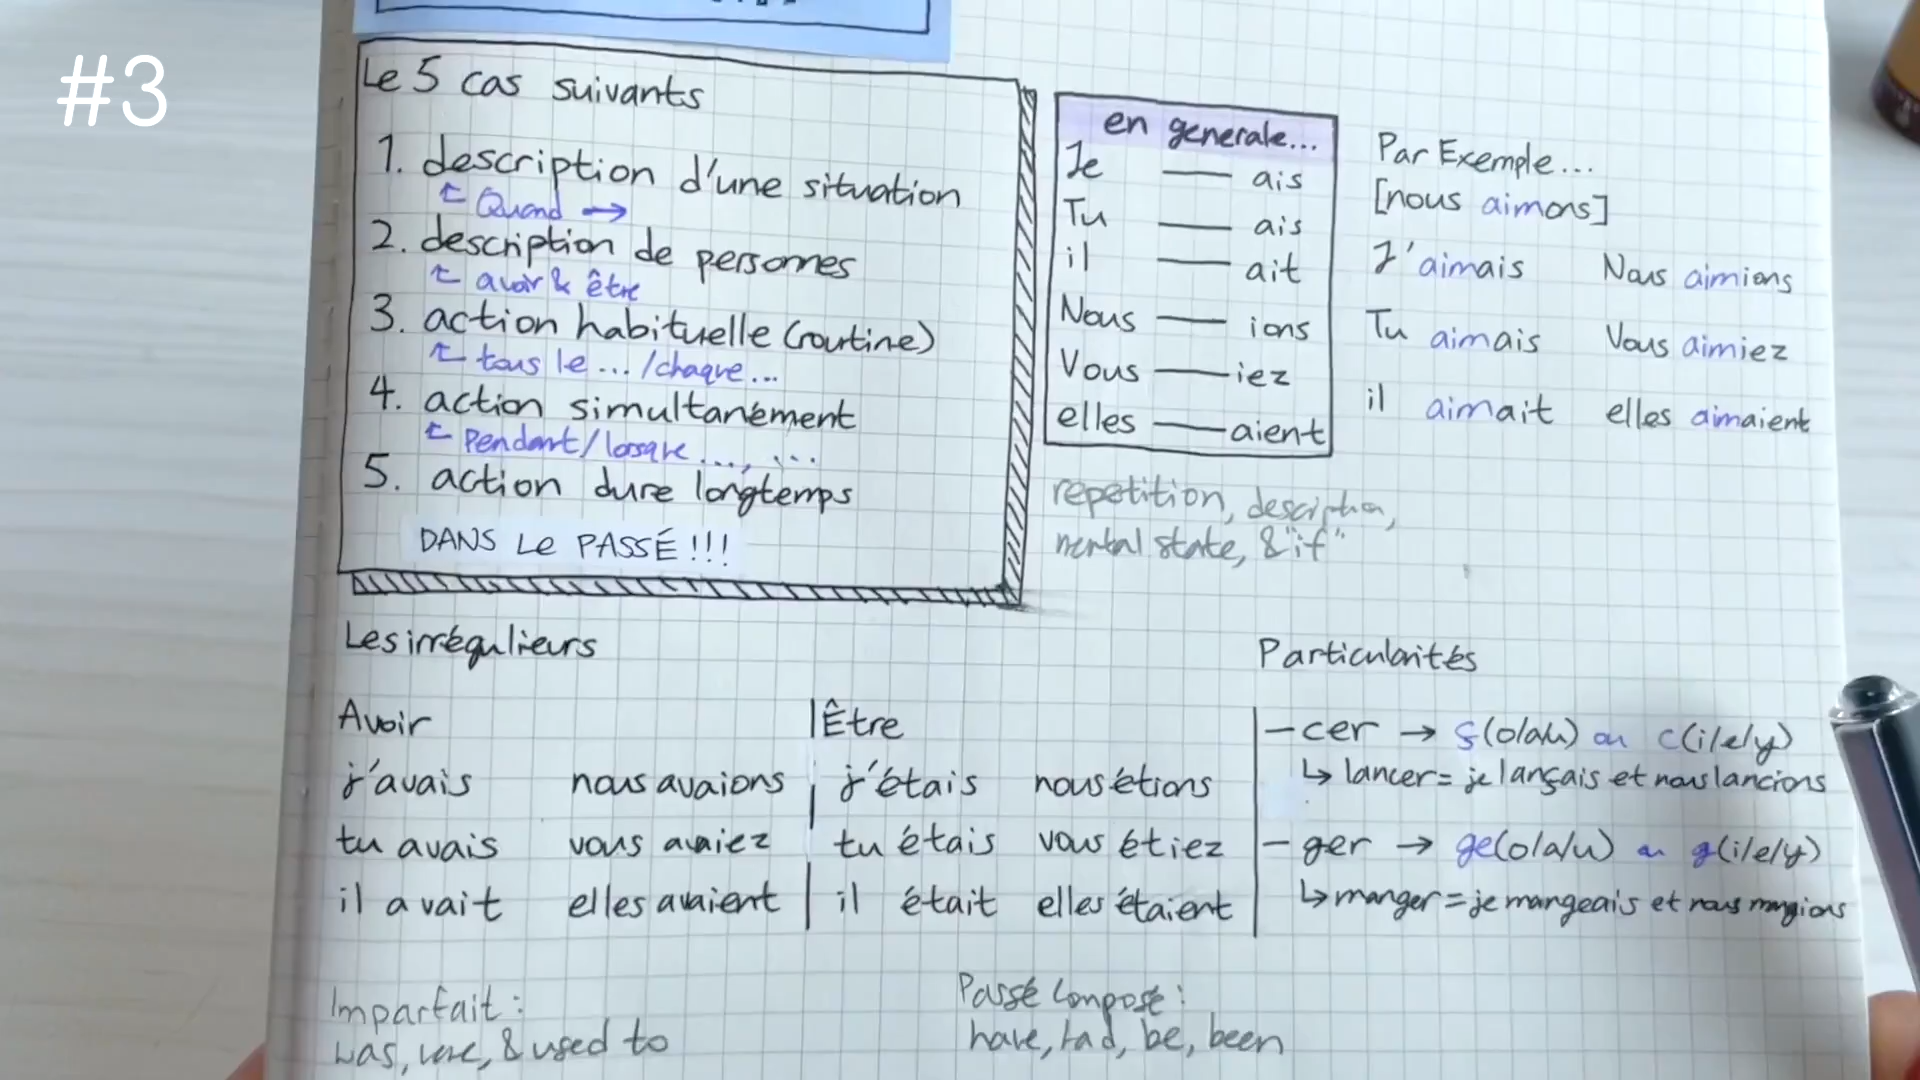 #3
Le 5 cas suivants
1. description d'une situation
↸ Quand →
2. description de personnes
↸ avoir & être
3. action habituelle (routine)
↸ tous le ... /chaque...
4. action simultanément
↸ Pendant/lorsque ..., ...
5. action dure longtemps
DANS LE PASSÉ!!!
en generale...
Je —— ais
Tu —— ais
il —— ait
Nous —— ions
Vous —— iez
elles —— aient
Par Exemple...
[nous aimons]
J'aimais Nous aimions
Tu aimais Vous aimiez
il aimait elles aimaient
repetition, description,
mental state, & "if"
Les irrégulieurs
Avoir
j'avais nous avaions
tu avais vous avaiez
il avait elles avaient
Être
j'étais nous étions
tu étais vous étiez
il était elles étaient
Particularités
-cer → ç(o/a/u) ou c(i/e/y)
↳ lancer = je lançais et nous lancions
-ger → ge(o/a/u) ou g(i/e/y)
↳ manger = je mangeais et nous mangions
Imparfait:
was, were, & used to
Passé Composé:
have, had, be, been